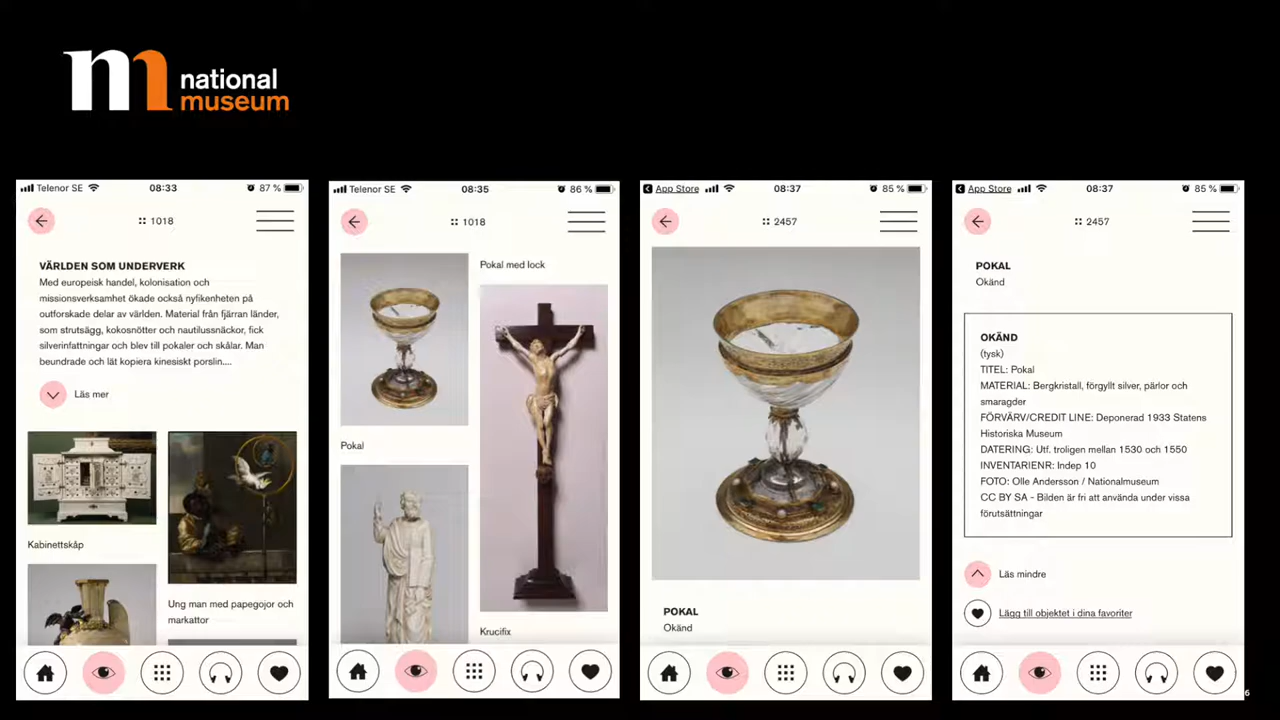 m national
museum
Telenor SE 08:33 87 %
1018
VÄRLDEN SOM UNDERVERK
Med europeisk handel, kolonisation och
missionsverksamhet ökade också nyfikenheten på
outforskade delar av världen. Material från fjärran länder,
som strutsägg, kokosnötter och nautilussnäckor, fick
silverinfattningar och blev till pokaler och skålar. Man
beundrade och lät kopiera kinesiskt porslin....
Läs mer
Kabinettskåp
Ung man med papegojor och
markattor
Telenor SE 08:35 86 %
1018
Pokal med lock
Pokal
Krucifix
App Store 08:37 85 %
2457
POKAL
Okänd
App Store 08:37 85 %
2457
POKAL
Okänd
OKÄND
(tysk)
TITEL: Pokal
MATERIAL: Bergkristall, förgyllt silver, pärlor och
smaragder
FÖRVÄRV/CREDIT LINE: Deponerad 1933 Statens
Historiska Museum
DATERING: Utf. troligen mellan 1530 och 1550
INVENTARIENR: Indep 10
FOTO: Olle Andersson / Nationalmuseum
CC BY SA - Bilden är fri att använda under vissa
förutsättningar
Läs mindre
Lägg till objektet i dina favoriter
6